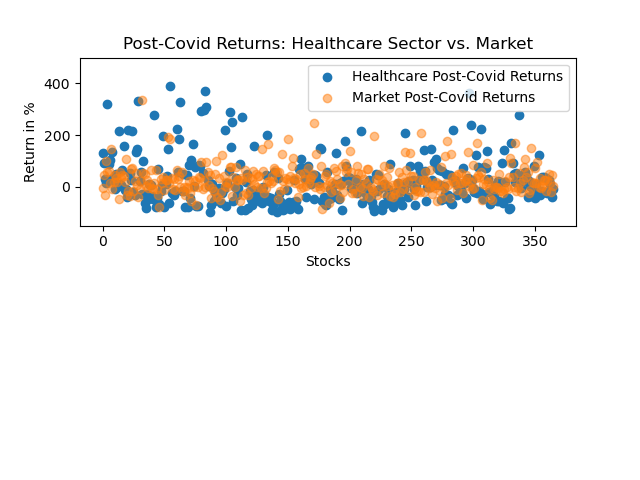 Post-Covid Returns: Healthcare Sector vs. Market
Healthcare Post-Covid Returns
Market Post-Covid Returns
Return in %
400
200
0
0 50 100 150 200 250 300 350
Stocks